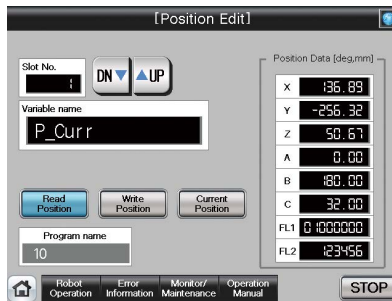 [Position Edit]
Slot No.
1
DN
UP
Variable name
P_Curr
Read
Position
Write
Position
Current
Position
Program name
10
Position Data [deg,mm]
X 136.89
Y -256.32
Z 50.67
A 0.00
B 180.00
C 32.00
FL1 01000000
FL2 123456
Robot
Operation
Error
Information
Monitor/
Maintenance
Operation
Manual
STOP